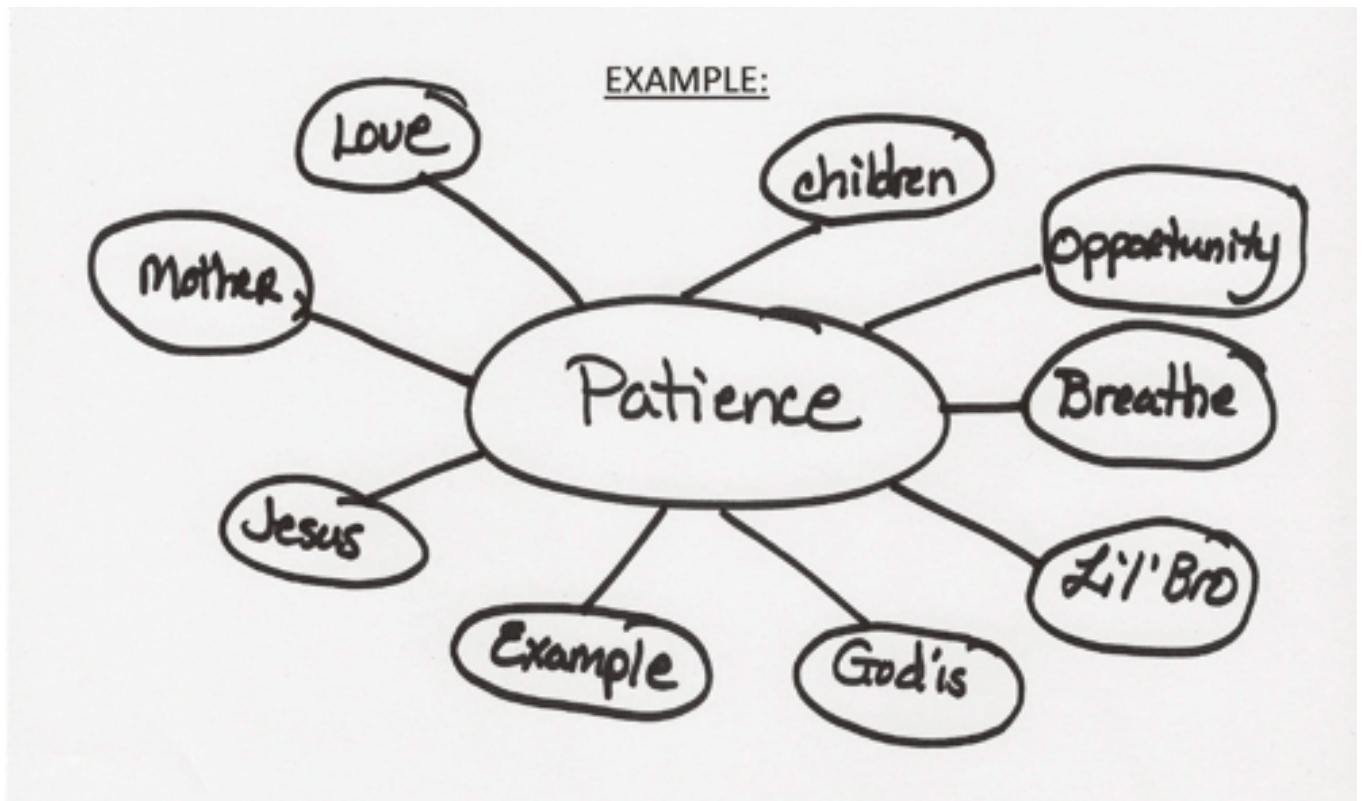 EXAMPLE:
Love
children
Opportunity
Mother
Patience
Breathe
Jesus
Li'l' Bro
Example
God is